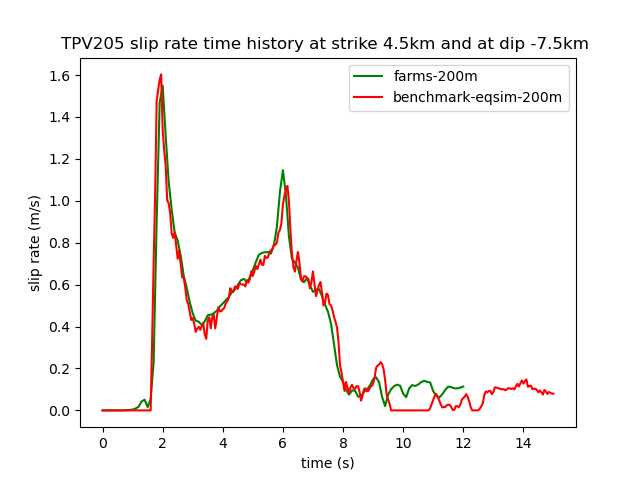 TPV205 slip rate time history at strike 4.5km and at dip -7.5km
farms-200m
benchmark-eqsim-200m
1.6
1.4
1.2
1.0
0.8
0.6
0.4
0.2
0.0
slip rate (m/s)
0 2 4 6 8 10 12 14
time (s)